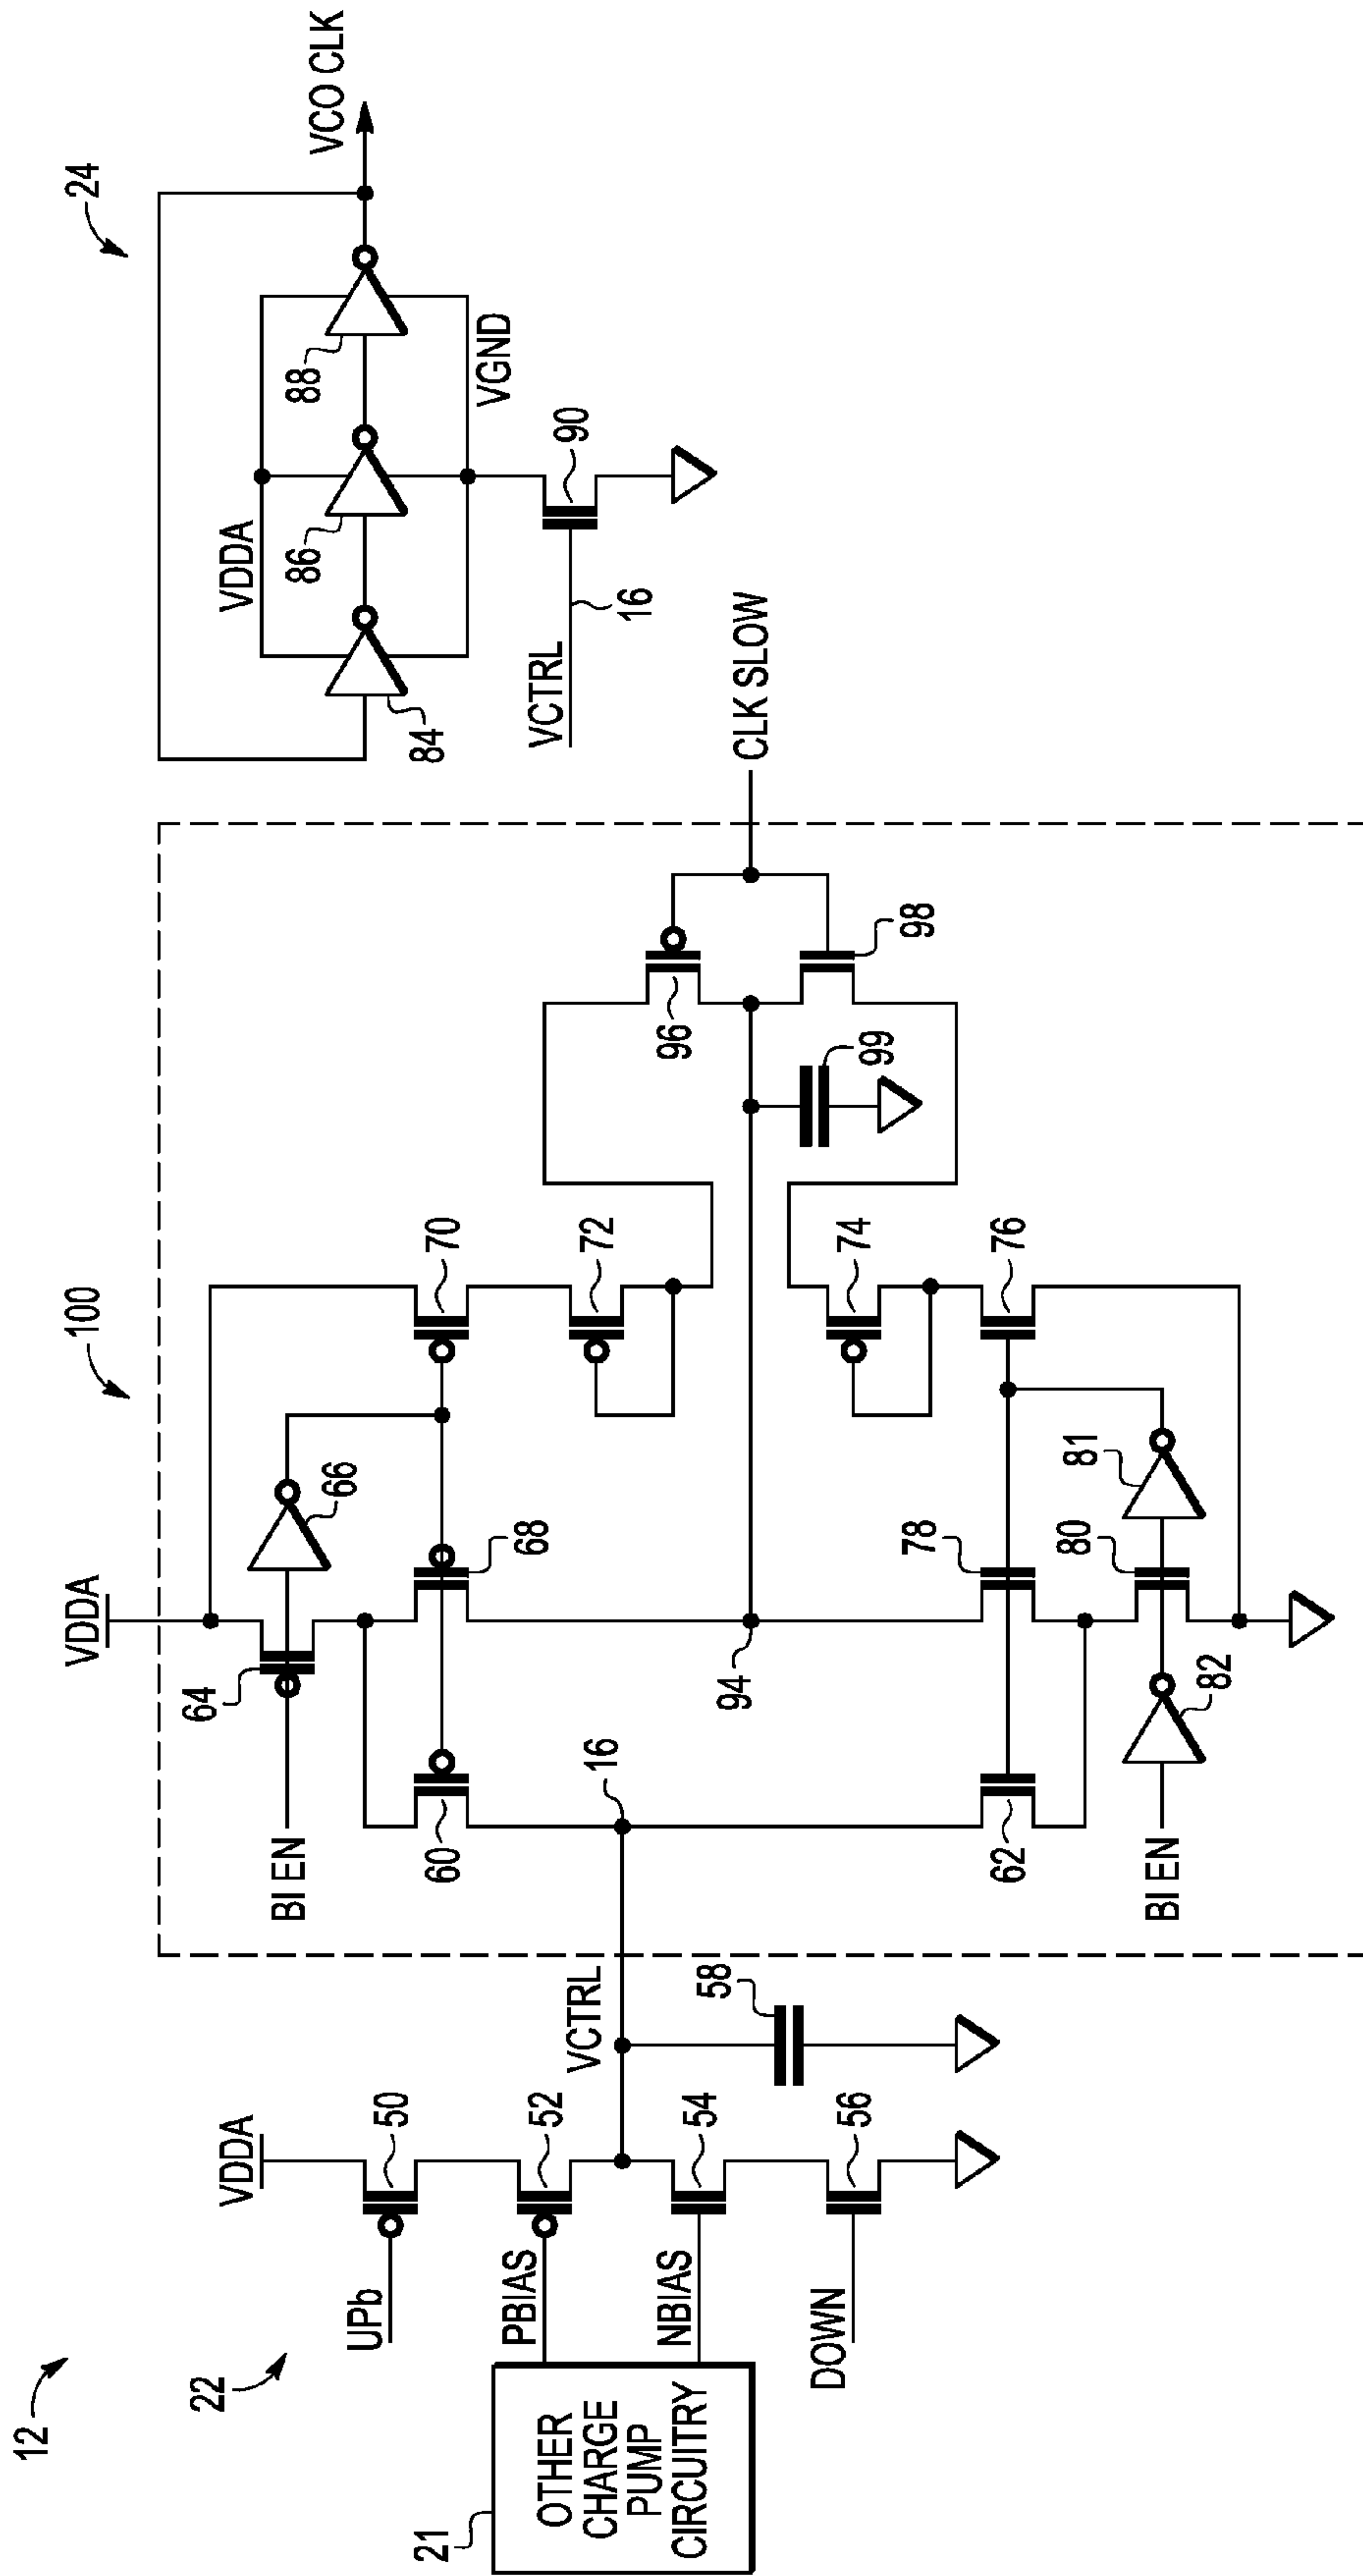 12
22
VDDA
UPb
50
PBIAS
52
NBIAS
54
DOWN
56
21
OTHER
CHARGE
PUMP
CIRCUITRY
VCTRL
58
100
VDDA
BI EN
64
66
60
68
70
72
16
94
62
78
74
76
BI EN
82
80
81
96
98
99
CLK SLOW
24
VDDA
84
86
88
VGND
VCTRL
16
90
VCO CLK